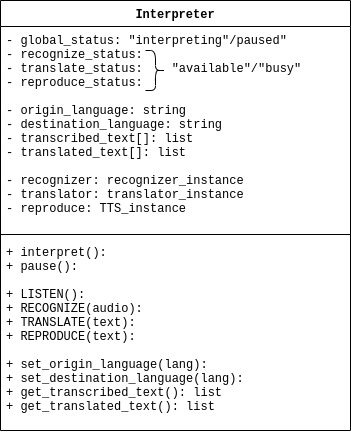 Interpreter
- global_status: "interpreting"/paused"
- recognize_status:
- translate_status: "available"/"busy"
- reproduce_status:
- origin_language: string
- destination_language: string
- transcribed_text[]: list
- translated_text[]: list
- recognizer: recognizer_instance
- translator: translator_instance
- reproduce: TTS_instance
+ interpret():
+ pause():
+ LISTEN():
+ RECOGNIZE(audio):
+ TRANSLATE(text):
+ REPRODUCE(text):
+ set_origin_language(lang):
+ set_destination_language(lang):
+ get_transcribed_text(): list
+ get_translated_text(): list